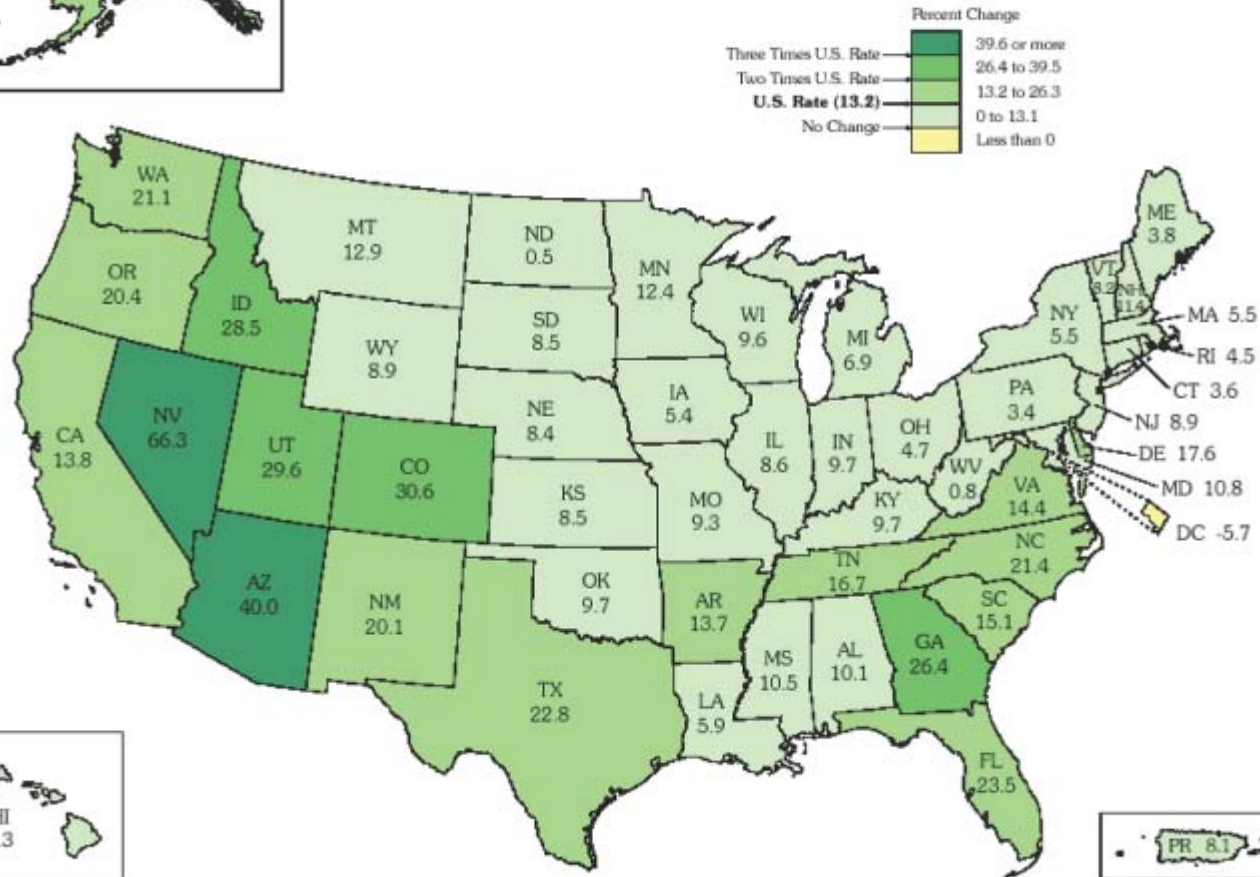 Percent Change
39.6 or more
Three Times U.S. Rate
26.4 to 39.5
Two Times U.S. Rate
13.2 to 26.3
U.S. Rate (13.2)
0 to 13.1
No Change
Less than 0
WA
21.1
MT
12.9
ND
0.5
MN
12.4
ME
3.8
OR
20.4
ID
28.5
SD
8.5
WI
9.6
MI
6.9
VT
8.2
NH
11.4
NY
5.5
MA 5.5
RI 4.5
CT 3.6
NJ 8.9
DE 17.6
MD 10.8
DC -5.7
WY
8.9
NE
8.4
IA
5.4
PA
3.4
NV
66.3
CA
13.8
UT
29.6
CO
30.6
KS
8.5
MO
9.3
IL
8.6
IN
9.7
OH
4.7
WV
0.8
KY
9.7
VA
14.4
NC
21.4
TN
16.7
SC
15.1
AZ
40.0
NM
20.1
OK
9.7
AR
13.7
MS
10.5
AL
10.1
GA
26.4
TX
22.8
LA
5.9
FL
23.5
HI
.3
PR 8.1